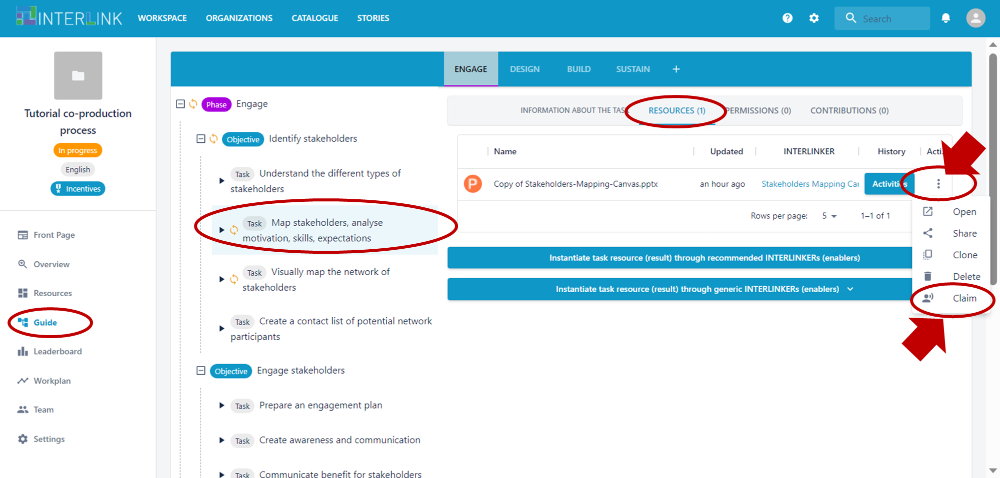 INTERLINK
WORKSPACE
ORGANIZATIONS
CATALOGUE
STORIES
Search
Tutorial co-production
process
In progress
English
Incentives
Front Page
Overview
Resources
Guide
Leaderboard
Workplan
Team
Settings
ENGAGE
DESIGN
BUILD
SUSTAIN
+
Phase Engage
Objective Identify stakeholders
Task Understand the different types of
stakeholders
Task Map stakeholders, analyse
motivation, skills, expectations
Task Visually map the network of
stakeholders
Task Create a contact list of potential network
participants
Objective Engage stakeholders
Task Prepare an engagement plan
Task Create awareness and communication
Task Communicate benefit for stakeholders
INFORMATION ABOUT THE TAS
RESOURCES (1)
PERMISSIONS (0)
CONTRIBUTIONS (0)
Name
Updated
INTERLINKER
History
Acti
P
Copy of Stakeholders-Mapping-Canvas.pptx
an hour ago
Stakeholders Mapping Ca
Activities
Rows per page: 5
1–1 of 1
Instantiate task resource (result) through recommended INTERLINKERs (enablers)
Instantiate task resource (result) through generic INTERLINKERs (enablers)
Open
Share
Clone
Delete
Claim